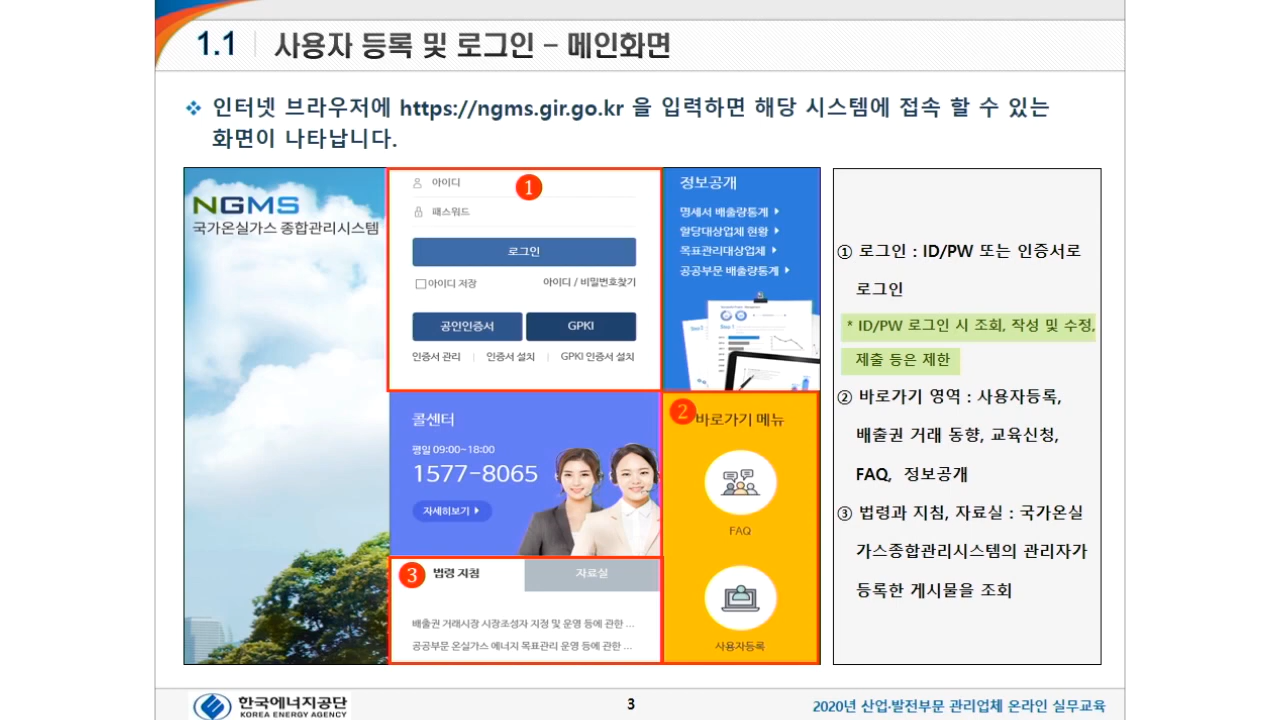 1.1 사용자 등록 및 로그인 – 메인화면
❖ 인터넷 브라우저에 https://ngms.gir.go.kr 을 입력하면 해당 시스템에 접속 할 수 있는
화면이 나타납니다.
NGMS
국가온실가스 종합관리시스템
아이디
1
패스워드
로그인
아이디 저장
아이디 / 비밀번호찾기
공인인증서
GPKI
인증서 관리 | 인증서 설치 | GPKI 인증서 설치
정보공개
명세서 배출량통계
할당대상업체 현황
목표관리대상업체
공공부문 배출량통계
콜센터
평일 09:00~18:00
1577-8065
자세히보기
2 바로가기 메뉴
FAQ
사용자등록
3 법령 지침
자료실
배출권 거래시장 시장조성자 지정 및 운영 등에 관한 ...
공공부문 온실가스 에너지 목표관리 운영 등에 관한 ...
① 로그인 : ID/PW 또는 인증서로
로그인
* ID/PW 로그인 시 조회, 작성 및 수정,
제출 등은 제한
② 바로가기 영역 : 사용자등록,
배출권 거래 동향, 교육신청,
FAQ, 정보공개
③ 법령과 지침, 자료실 : 국가온실
가스종합관리시스템의 관리자가
등록한 게시물을 조회
한국에너지공단
KOREA ENERGY AGENCY
3
2020년 산업·발전부문 관리업체 온라인 실무교육